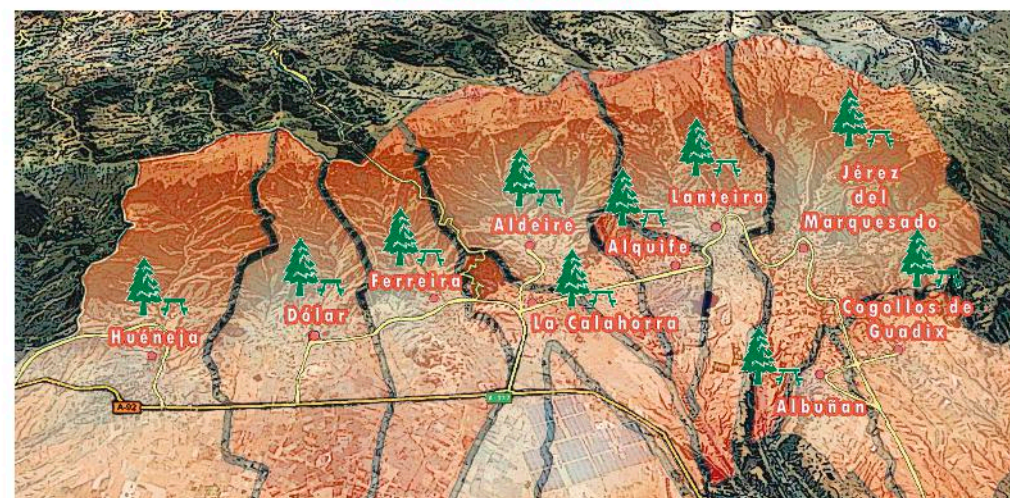 Jérez
del
Marquesado
Lanteira
Aldeire
Alquife
Ferreira
Cogollos de
Guadix
Dólar
La Calahorra
Huéneja
A-92
Albuñan